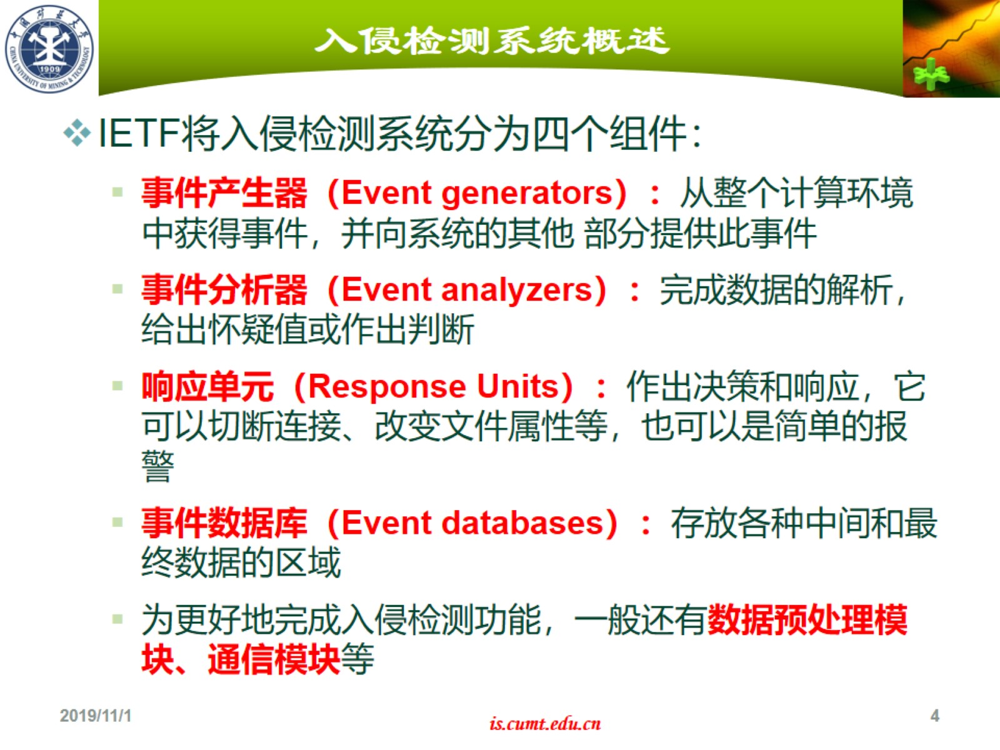 中国矿业大学
CHINA UNIVERSITY OF MINING & TECHNOLOGY
1909
入侵检测系统概述
IETF将入侵检测系统分为四个组件：
事件产生器（Event generators）：从整个计算环境
中获得事件，并向系统的其他 部分提供此事件
事件分析器（Event analyzers）：完成数据的解析，
给出怀疑值或作出判断
响应单元（Response Units）：作出决策和响应，它
可以切断连接、改变文件属性等，也可以是简单的报
警
事件数据库（Event databases）：存放各种中间和最
终数据的区域
为更好地完成入侵检测功能，一般还有数据预处理模
块、通信模块等
2019/11/1
is.cumt.edu.cn
4